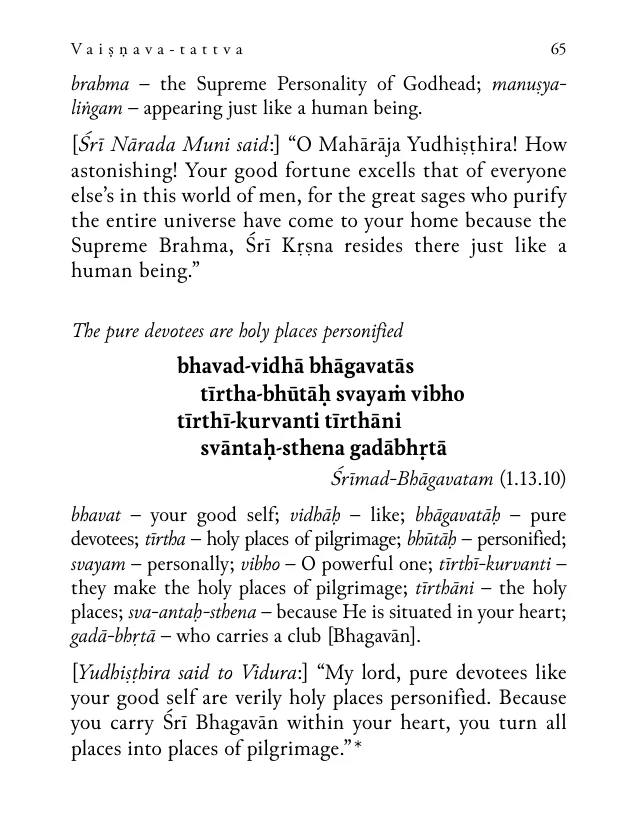 Vaiṣṇava-tattva 65
brahma – the Supreme Personality of Godhead; manuṣya-
liṅgam – appearing just like a human being.
[Śrī Nārada Muni said:] “O Mahārāja Yudhiṣṭhira! How
astonishing! Your good fortune excells that of everyone
else’s in this world of men, for the great sages who purify
the entire universe have come to your home because the
Supreme Brahma, Śrī Kṛṣna resides there just like a
human being.”
The pure devotees are holy places personified
bhavad-vidhā bhāgavatās
tīrtha-bhūtāḥ svayaṁ vibho
tīrthī-kurvanti tīrthāni
svāntaḥ-sthena gadābhṛtā
Śrīmad-Bhāgavatam (1.13.10)
bhavat – your good self; vidhāḥ – like; bhāgavatāḥ – pure
devotees; tīrtha – holy places of pilgrimage; bhūtāḥ – personified;
svayam – personally; vibho – O powerful one; tīrthī-kurvanti –
they make the holy places of pilgrimage; tīrthāni – the holy
places; sva-antaḥ-sthena – because He is situated in your heart;
gadā-bhṛtā – who carries a club [Bhagavān].
[Yudhiṣṭhira said to Vidura:] “My lord, pure devotees like
your good self are verily holy places personified. Because
you carry Śrī Bhagavān within your heart, you turn all
places into places of pilgrimage.”*